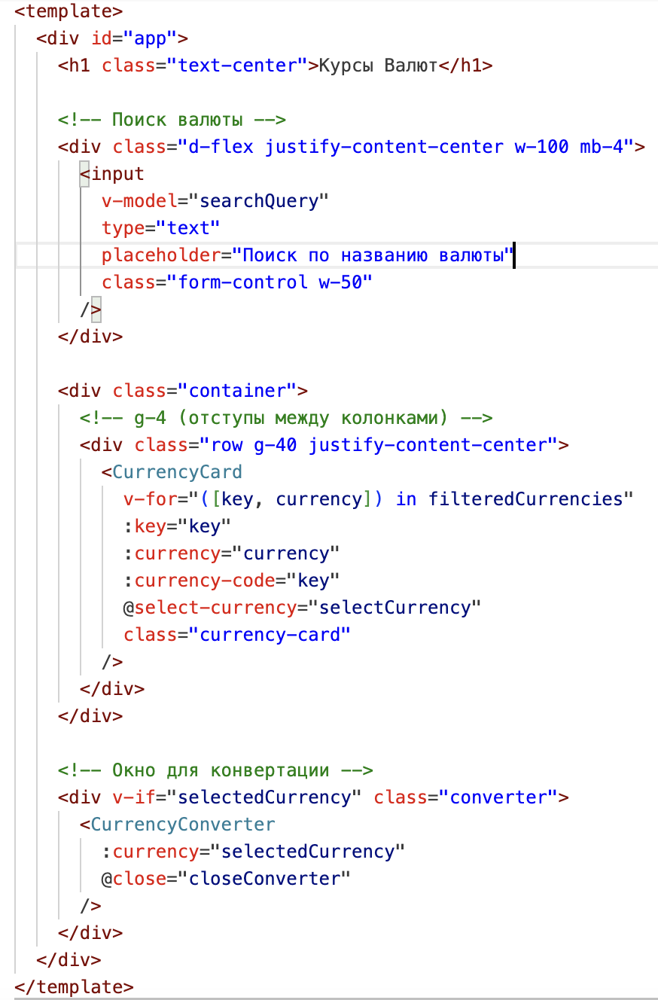 <template>
<div id="app">
<h1 class="text-center">Курсы Валют</h1>
<!-- Поиск валюты -->
<div class="d-flex justify-content-center w-100 mb-4">
<input
v-model="searchQuery"
type="text"
placeholder="Поиск по названию валюты"
class="form-control w-50"
/>
</div>
<div class="container">
<!-- g-4 (отступы между колонками) -->
<div class="row g-40 justify-content-center">
<CurrencyCard
v-for="([key, currency]) in filteredCurrencies"
:key="key"
:currency="currency"
:currency-code="key"
@select-currency="selectCurrency"
class="currency-card"
/>
</div>
</div>
<!-- Окно для конвертации -->
<div v-if="selectedCurrency" class="converter">
<CurrencyConverter
:currency="selectedCurrency"
@close="closeConverter"
/>
</div>
</div>
</template>